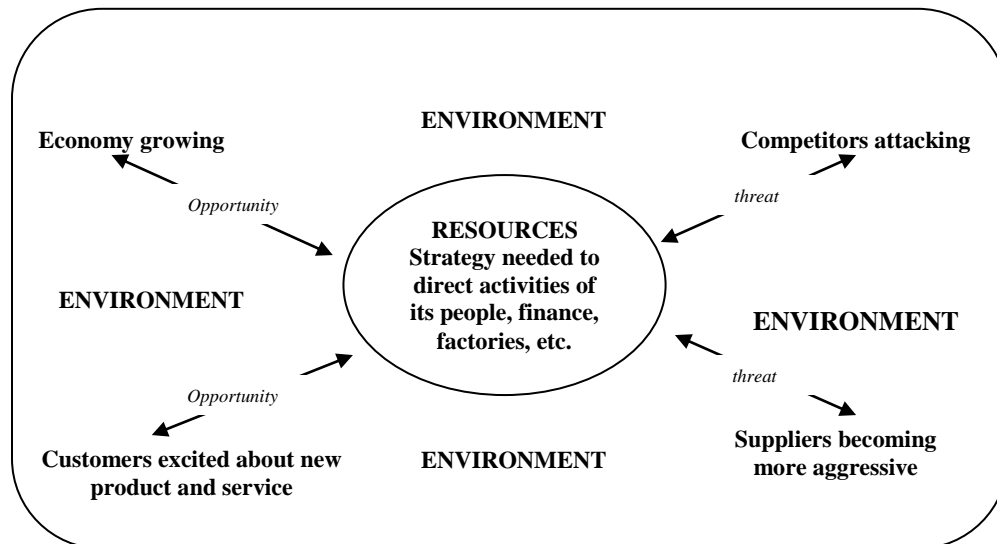 ENVIRONMENT
Economy growing
Competitors attacking
Opportunity
threat
RESOURCES
Strategy needed to
direct activities of
its people, finance,
factories, etc.
ENVIRONMENT
ENVIRONMENT
Opportunity
threat
Customers excited about new
product and service
ENVIRONMENT
Suppliers becoming
more aggressive